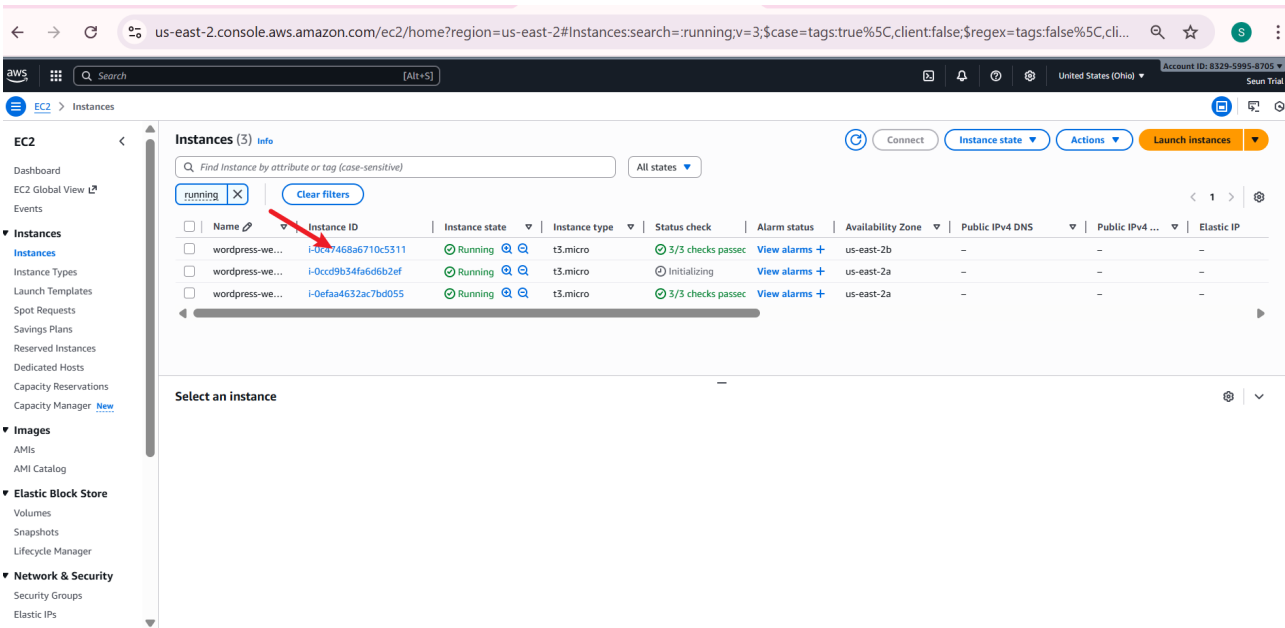 us-east-2.console.aws.amazon.com/ec2/home?region=us-east-2#Instances:search=:running;v=3;$case=tags:true%5C,client:false;$regex=tags:false%5C,cli...
S
aws
Search
[Alt+S]
United States (Ohio)
Account ID: 8329-5995-8705
Seun Trial
EC2 > Instances
EC2
Dashboard
EC2 Global View
Events
Instances
Instances
Instance Types
Launch Templates
Spot Requests
Savings Plans
Reserved Instances
Dedicated Hosts
Capacity Reservations
Capacity Manager New
Images
AMIs
AMI Catalog
Elastic Block Store
Volumes
Snapshots
Lifecycle Manager
Network & Security
Security Groups
Elastic IPs
Instances (3) Info
Connect
Instance state
Actions
Launch instances
Find Instance by attribute or tag (case-sensitive)
All states
running
Clear filters
1
Name Instance ID Instance state Instance type Status check Alarm status Availability Zone Public IPv4 DNS Public IPv4 ... Elastic IP
wordpress-we... i-0c47468a6710c5311 Running t3.micro 3/3 checks passec View alarms + us-east-2b – – –
wordpress-we... i-0ccd9b34fa6d6b2ef Running t3.micro Initializing View alarms + us-east-2a – – –
wordpress-we... i-0efaa4632ac7bd055 Running t3.micro 3/3 checks passec View alarms + us-east-2a – – –
Select an instance